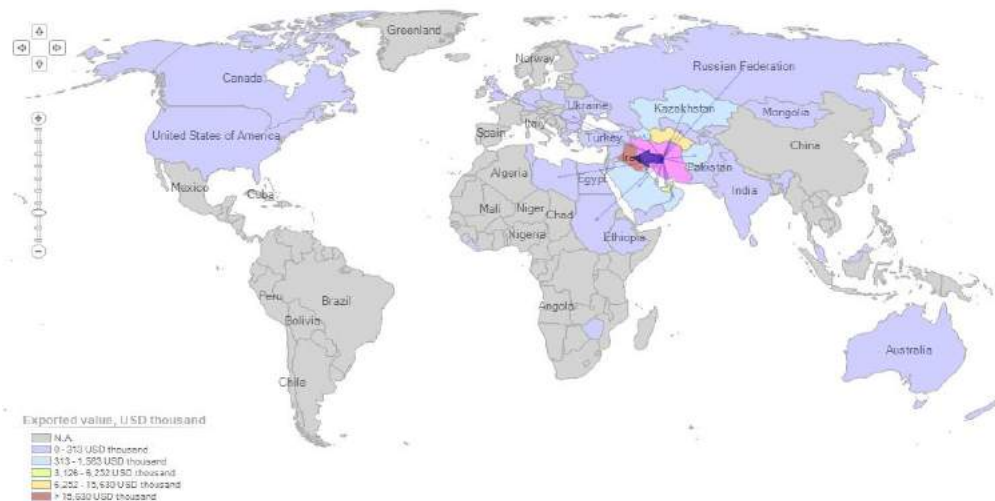 Greenland
Norway
Russian Federation
Canada
Ukraine
Kazakhstan
Mongolia
United States of America
Spain
Italy
Turkey
China
Iraq
Pakistan
Algeria
Egypt
India
Mexico
Cuba
Mali
Niger
Chad
Nigeria
Ethiopia
Peru
Brazil
Angola
Bolivia
Australia
Chile
Exported value, USD thousand
N.A.
0 - 313 USD thousand
313 - 1,563 USD thousand
3,126 - 6,252 USD thousand
6,252 - 15,630 USD thousand
> 15,630 USD thousand